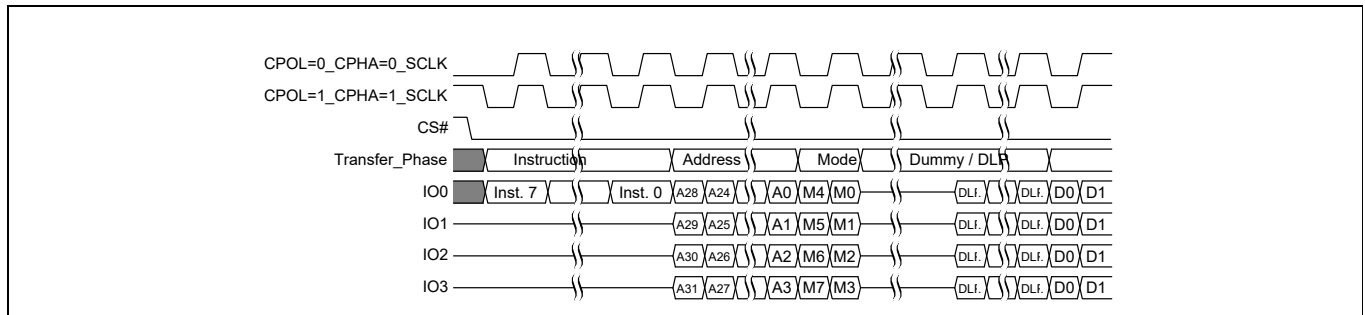 CPOL=0_CPHA=0_SCLK
CPOL=1_CPHA=1_SCLK
CS#
Transfer_Phase Instruction Address Mode Dummy / DLP
IO0 Inst. 7 Inst. 0 A28 A24 A0 M4 M0 DLP. DLP. D0 D1
IO1 A29 A25 A1 M5 M1 DLP. DLP. D0 D1
IO2 A30 A26 A2 M6 M2 DLP. DLP. D0 D1
IO3 A31 A27 A3 M7 M3 DLP. DLP. D0 D1